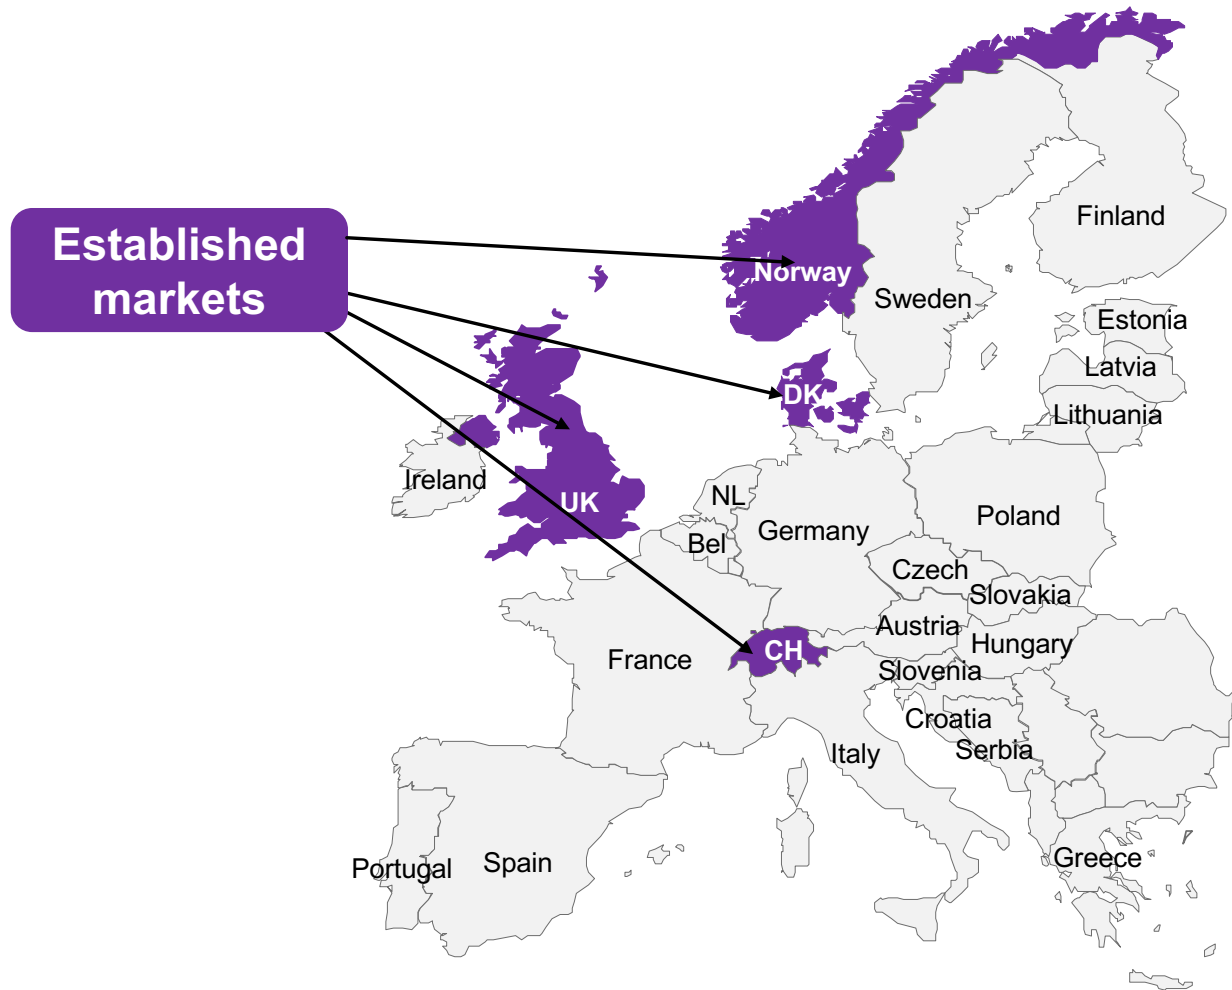 Established
markets
Norway
Finland
Sweden
Estonia
Latvia
DK
Lithuania
Ireland
UK
NL
Poland
Germany
Bel
Czech
Slovakia
Austria
Hungary
CH
France
Slovenia
Croatia
Serbia
Italy
Portugal
Spain
Greece